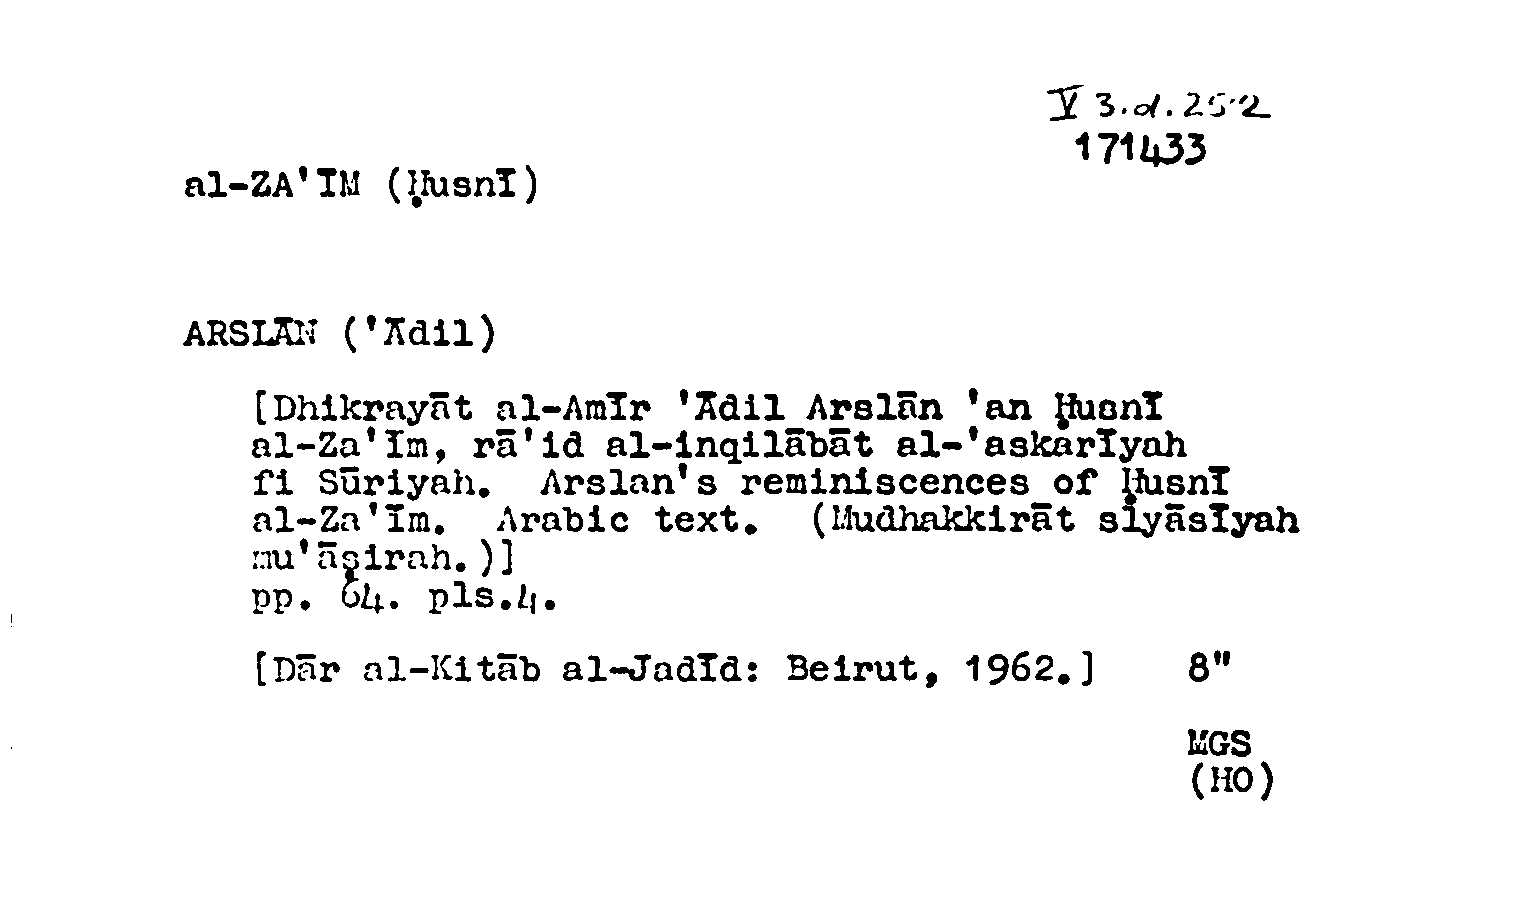 V 3.d.252
171433
al-ZA'ĪM (Ḥusnī)
ARSLĀN ('Ādil)
[Dhikrayāt al-Amīr 'Ādil Arslān 'an Ḥusnī
al-Za'īm, rā'id al-inqilābāt al-'askarīyah
fi Sūriyah. Arslan's reminiscences of Ḥusnī
al-Za'īm. Arabic text. (Mudhakkirāt siyāsīyah
mu'āṣirah.)]
pp. 64. pls.4.
[Dār al-Kitāb al-Jadīd: Beirut, 1962.] 8"
MGS
(HO)